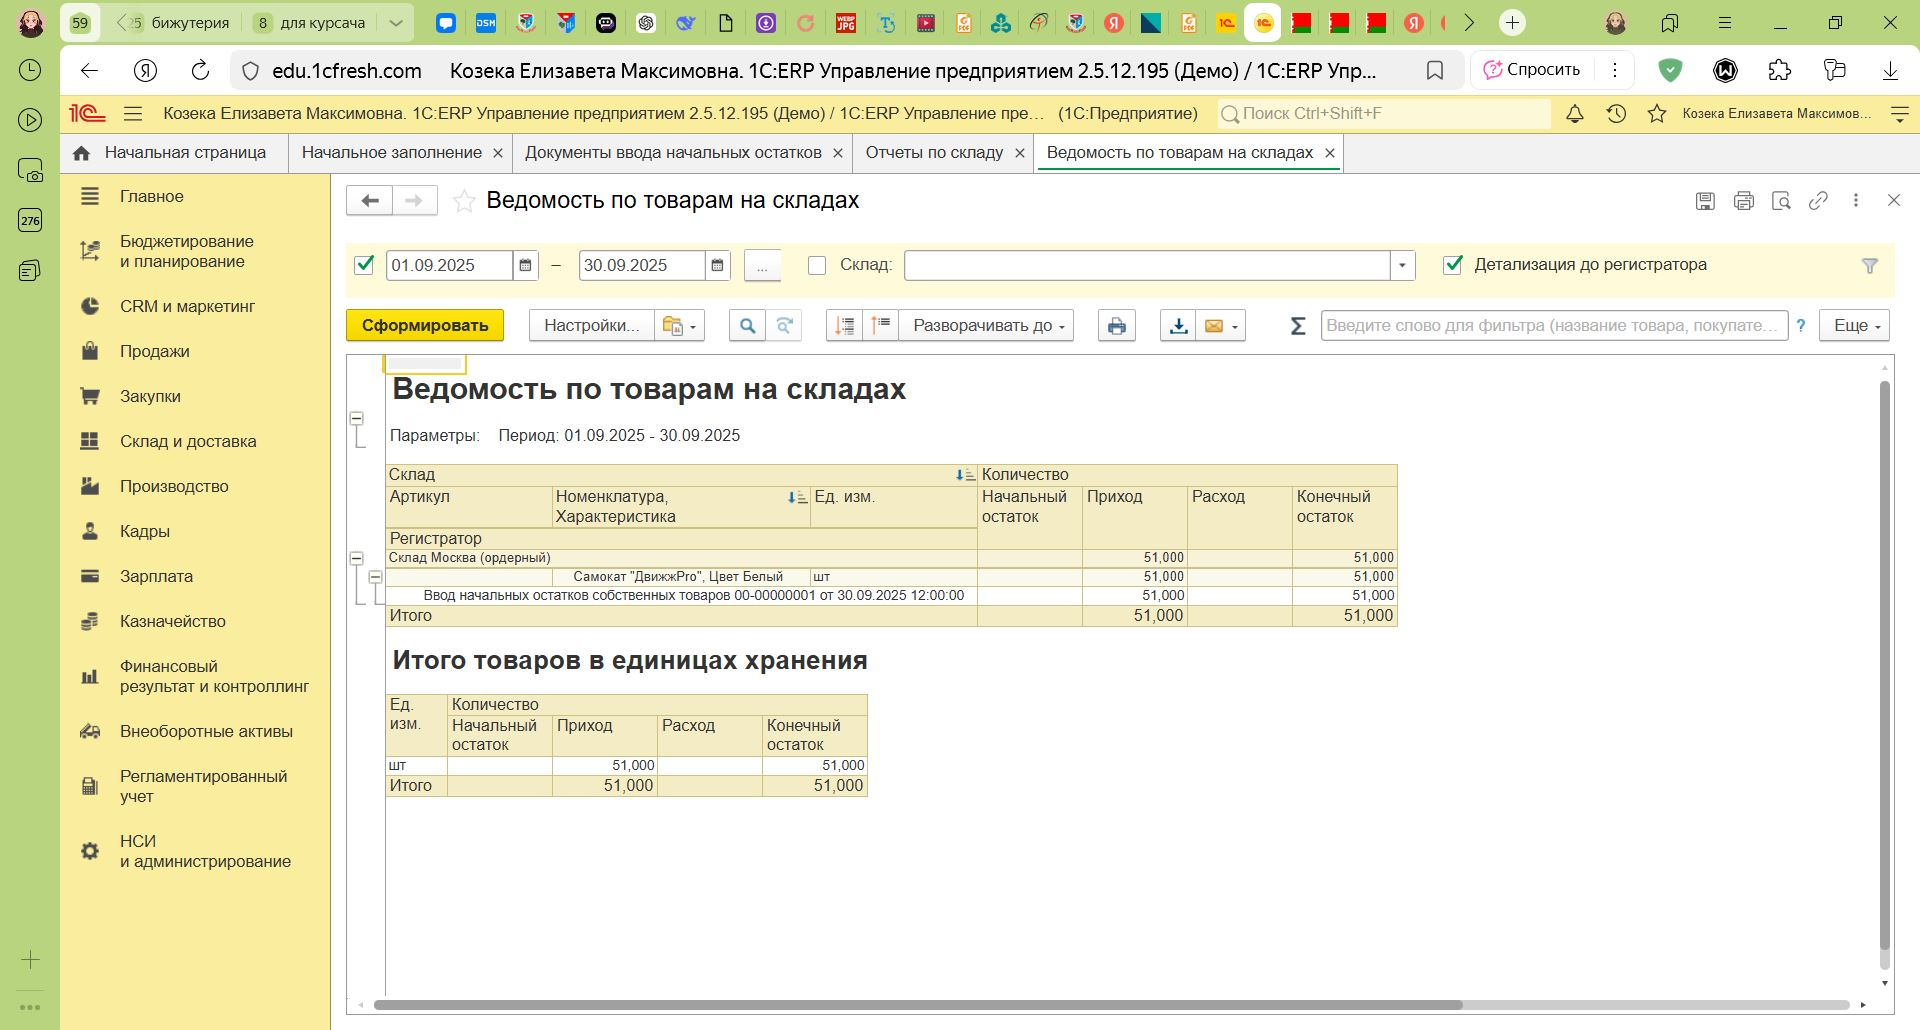 59
25 бижутерия
8 для курсача
edu.1cfresh.com Козека Елизавета Максимовна. 1С:ERP Управление предприятием 2.5.12.195 (Демо) / 1С:ERP Упр...
Спросить
Козека Елизавета Максимовна. 1С:ERP Управление предприятием 2.5.12.195 (Демо) / 1С:ERP Управление пре... (1С:Предприятие)
Поиск Ctrl+Shift+F
Козека Елизавета Максимов...
Начальная страница
Начальное заполнение
Документы ввода начальных остатков
Отчеты по складу
Ведомость по товарам на складах
276
Главное
Бюджетирование
и планирование
CRM и маркетинг
Продажи
Закупки
Склад и доставка
Производство
Кадры
Зарплата
Казначейство
Финансовый
результат и контроллинг
Внеоборотные активы
Регламентированный
учет
НСИ
и администрирование
Ведомость по товарам на складах
01.09.2025 – 30.09.2025 ... Склад: Детализация до регистратора
Сформировать Настройки... Разворачивать до Σ Введите слово для фильтра (название товара, покупате... ? Еще
Ведомость по товарам на складах
Параметры: Период: 01.09.2025 - 30.09.2025
Склад Количество
Артикул Номенклатура, Ед. изм. Начальный Приход Расход Конечный
Характеристика остаток остаток
Регистратор
Склад Москва (ордерный) 51,000 51,000
Самокат "ДвижжPro", Цвет Белый шт 51,000 51,000
Ввод начальных остатков собственных товаров 00-00000001 от 30.09.2025 12:00:00 51,000 51,000
Итого 51,000 51,000
Итого товаров в единицах хранения
Ед. Количество
изм. Начальный Приход Расход Конечный
остаток остаток
шт 51,000 51,000
Итого 51,000 51,000